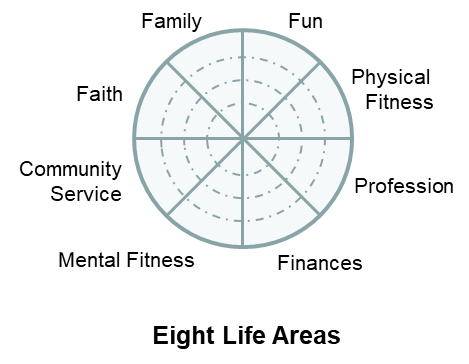 Family
Fun
Physical
Fitness
Profession
Finances
Mental Fitness
Community
Service
Faith
Eight Life Areas